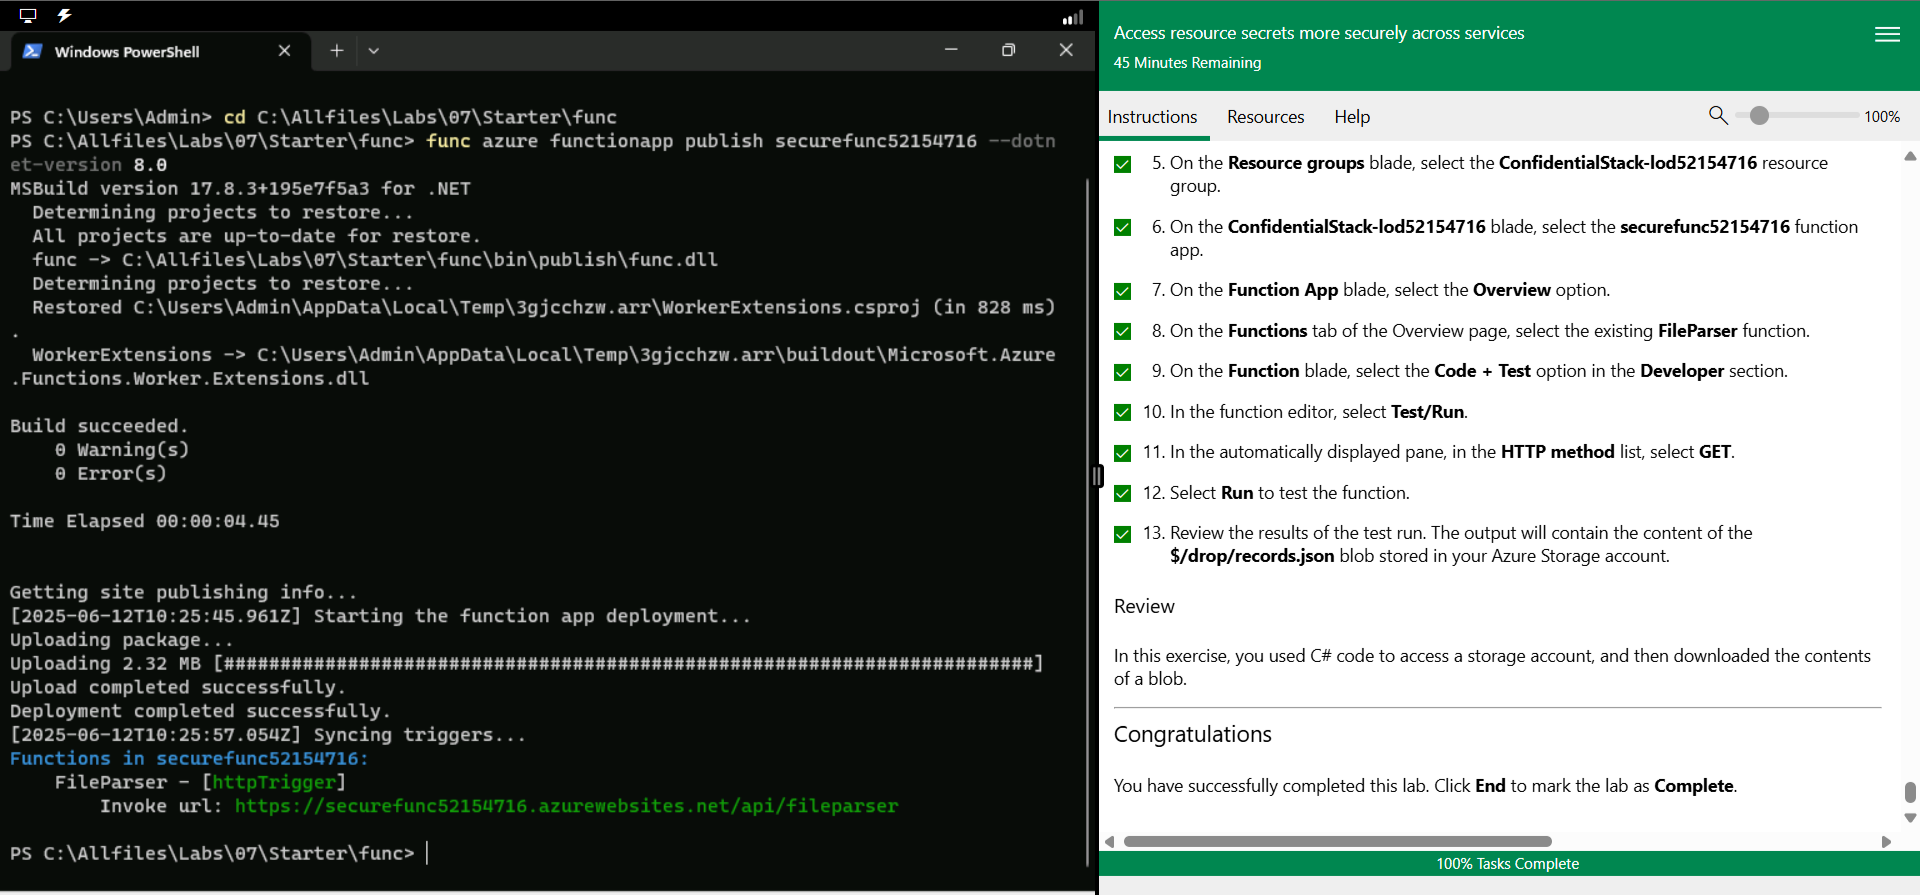 Windows PowerShell
PS C:\Users\Admin> cd C:\Allfiles\Labs\07\Starter\func
PS C:\Allfiles\Labs\07\Starter\func> func azure functionapp publish securefunc52154716 --dotn
et-version 8.0
MSBuild version 17.8.3+195e7f5a3 for .NET
  Determining projects to restore...
  All projects are up-to-date for restore.
  func -> C:\Allfiles\Labs\07\Starter\func\bin\publish\func.dll
  Determining projects to restore...
  Restored C:\Users\Admin\AppData\Local\Temp\3gjcchzw.arr\WorkerExtensions.csproj (in 828 ms)
.
  WorkerExtensions -> C:\Users\Admin\AppData\Local\Temp\3gjcchzw.arr\buildout\Microsoft.Azure
.Functions.Worker.Extensions.dll
Build succeeded.
    0 Warning(s)
    0 Error(s)
Time Elapsed 00:00:04.45
Getting site publishing info...
[2025-06-12T10:25:45.961Z] Starting the function app deployment...
Uploading package...
Uploading 2.32 MB [########################################################################]
Upload completed successfully.
Deployment completed successfully.
[2025-06-12T10:25:57.054Z] Syncing triggers...
Functions in securefunc52154716:
    FileParser - [httpTrigger]
        Invoke url: https://securefunc52154716.azurewebsites.net/api/fileparser
PS C:\Allfiles\Labs\07\Starter\func>
Access resource secrets more securely across services
45 Minutes Remaining
Instructions Resources Help 100%
5. On the Resource groups blade, select the ConfidentialStack-lod52154716 resource
group.
6. On the ConfidentialStack-lod52154716 blade, select the securefunc52154716 function
app.
7. On the Function App blade, select the Overview option.
8. On the Functions tab of the Overview page, select the existing FileParser function.
9. On the Function blade, select the Code + Test option in the Developer section.
10. In the function editor, select Test/Run.
11. In the automatically displayed pane, in the HTTP method list, select GET.
12. Select Run to test the function.
13. Review the results of the test run. The output will contain the content of the
$/drop/records.json blob stored in your Azure Storage account.
Review
In this exercise, you used C# code to access a storage account, and then downloaded the contents
of a blob.
Congratulations
You have successfully completed this lab. Click End to mark the lab as Complete.
100% Tasks Complete